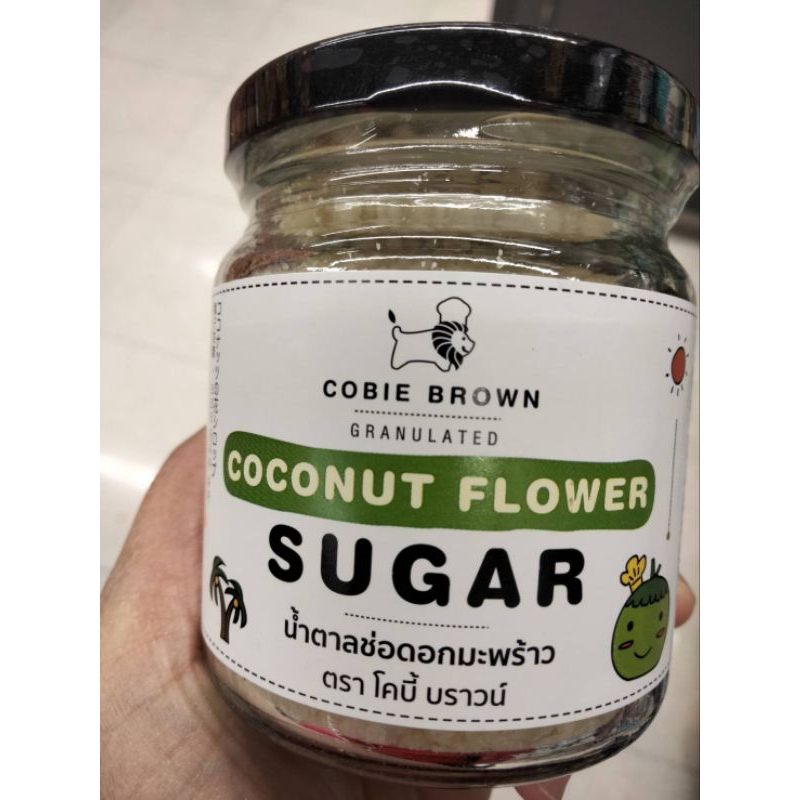 COBIE BROWN
GRANULATED
COCONUT FLOWER
SUGAR
น้ำตาลช่อดอกมะพร้าว
ตรา โคบี้ บราวน์